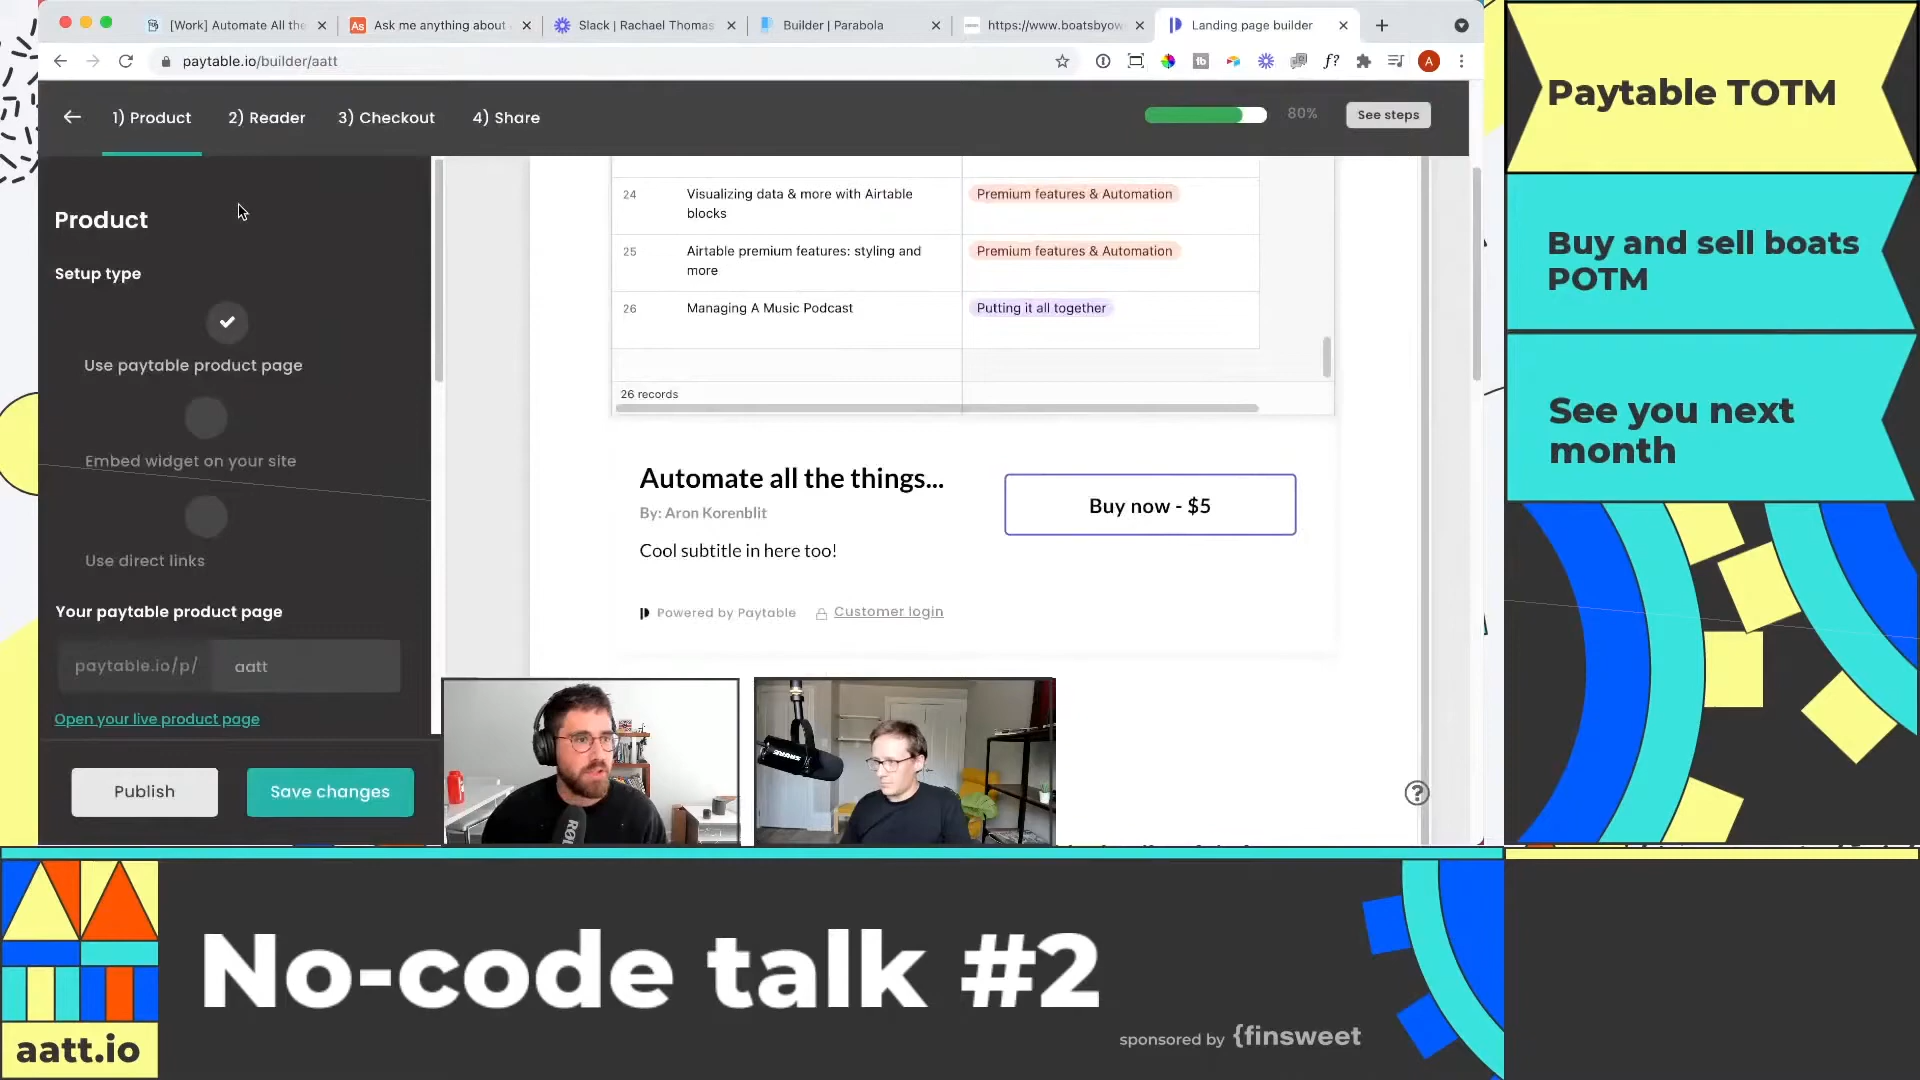 [Work] Automate All the
Ask me anything about
Slack | Rachael Thomas
Builder | Parabola
https://www.boatsbyow
Landing page builder
paytable.io/builder/aatt
1) Product
2) Reader
3) Checkout
4) Share
80%
See steps
Product
Setup type
Use paytable product page
Embed widget on your site
Use direct links
Your paytable product page
paytable.io/p/
aatt
Open your live product page
Publish
Save changes
24
Visualizing data & more with Airtable
blocks
Premium features & Automation
25
Airtable premium features: styling and
more
Premium features & Automation
26
Managing A Music Podcast
Putting it all together
26 records
Automate all the things...
By: Aron Korenblit
Cool subtitle in here too!
Buy now - $5
Powered by Paytable
Customer login
Paytable TOTM
Buy and sell boats
POTM
See you next
month
No-code talk #2
sponsored by {finsweet
aatt.io